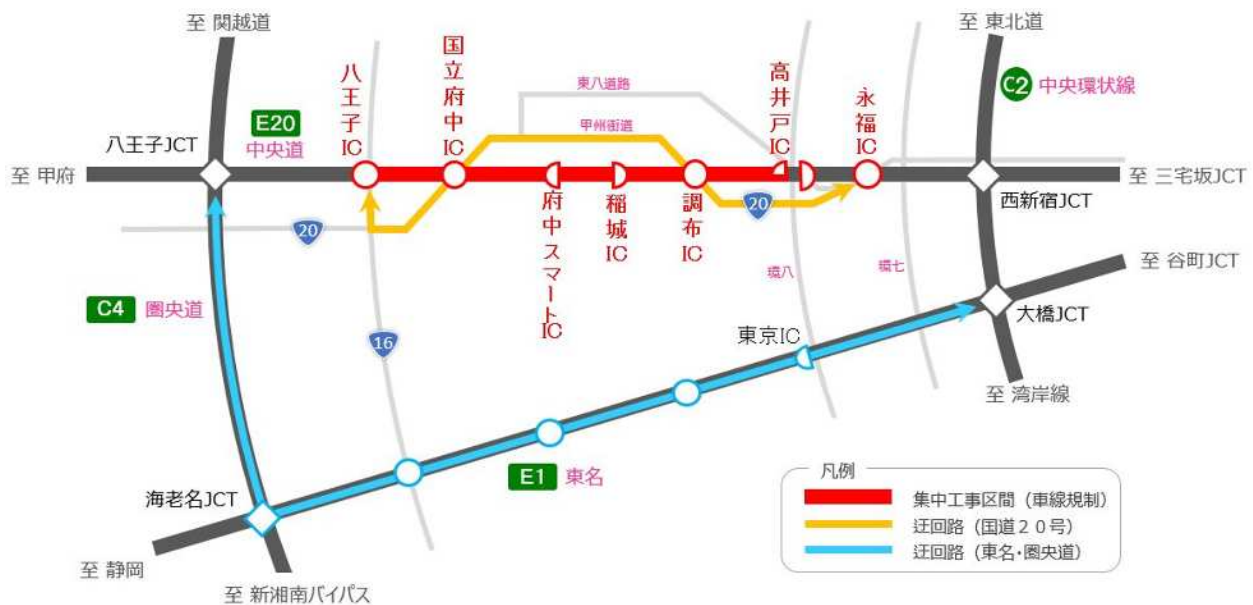 至 関越道
至 東北道
C2 中央環状線
E20
中央道
八王子JCT
八王子IC
国立府中IC
東八道路
甲州街道
高井戸IC
永福IC
至 甲府
至 三宅坂JCT
20
府中スマートIC
稲城IC
調布IC
20
西新宿JCT
至 谷町JCT
環八
環七
C4 圏央道
16
東京IC
大橋JCT
至 湾岸線
E1 東名
海老名JCT
至 静岡
至 新湘南バイパス
凡例
集中工事区間（車線規制）
迂回路（国道２０号）
迂回路（東名・圏央道）